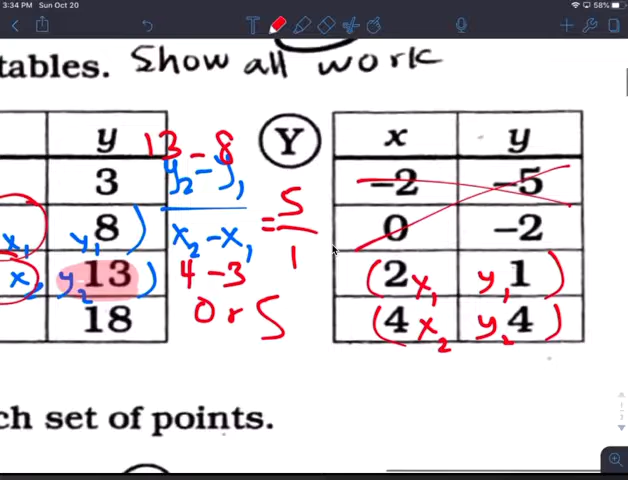 3:34 PM Sun Oct 20
58%
tables. Show all work
y
3
8
13
18
x₁ y₁ )
x₂ y₂ )
13 - 8
y₂ - y₁
x₂ - x₁
4 - 3
= 5
1
or 5
Y
x y
-2 -5
0 -2
( 2 x₁ y₁ 1 )
( 4 x₂ y₂ 4 )
ch set of points.